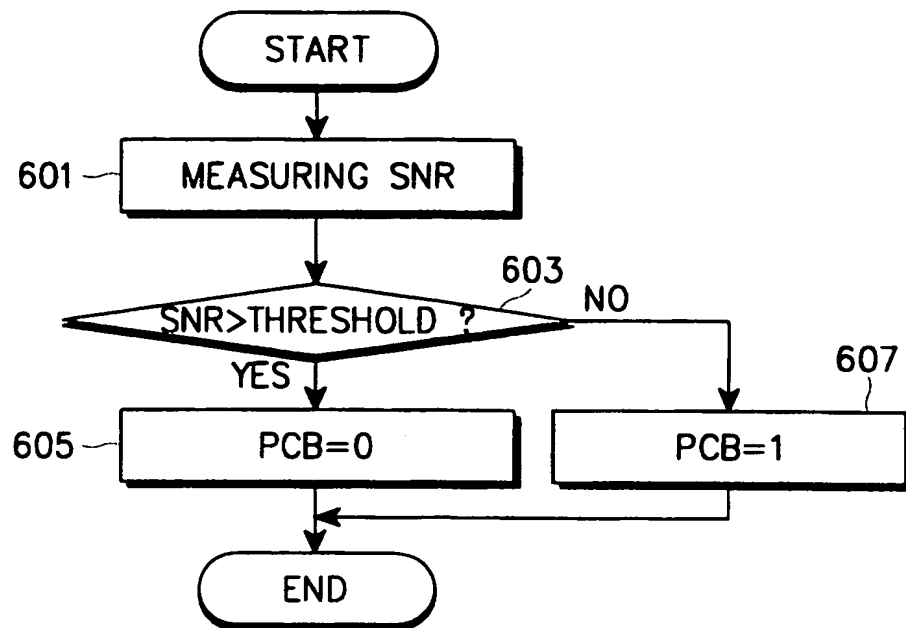 START
601
MEASURING SNR
603
SNR>THRESHOLD ?
NO
YES
607
605
PCB=0
PCB=1
END